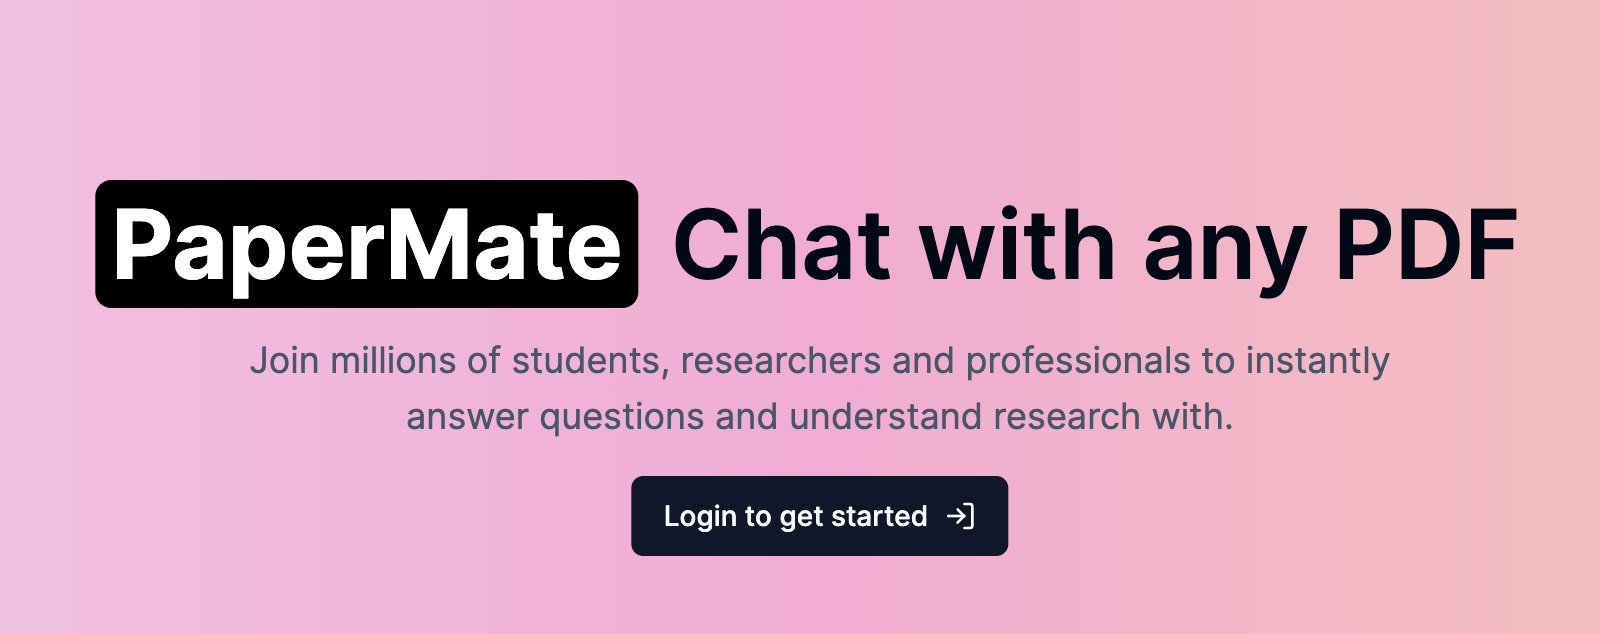 PaperMate Chat with any PDF
Join millions of students, researchers and professionals to instantly
answer questions and understand research with.
Login to get started